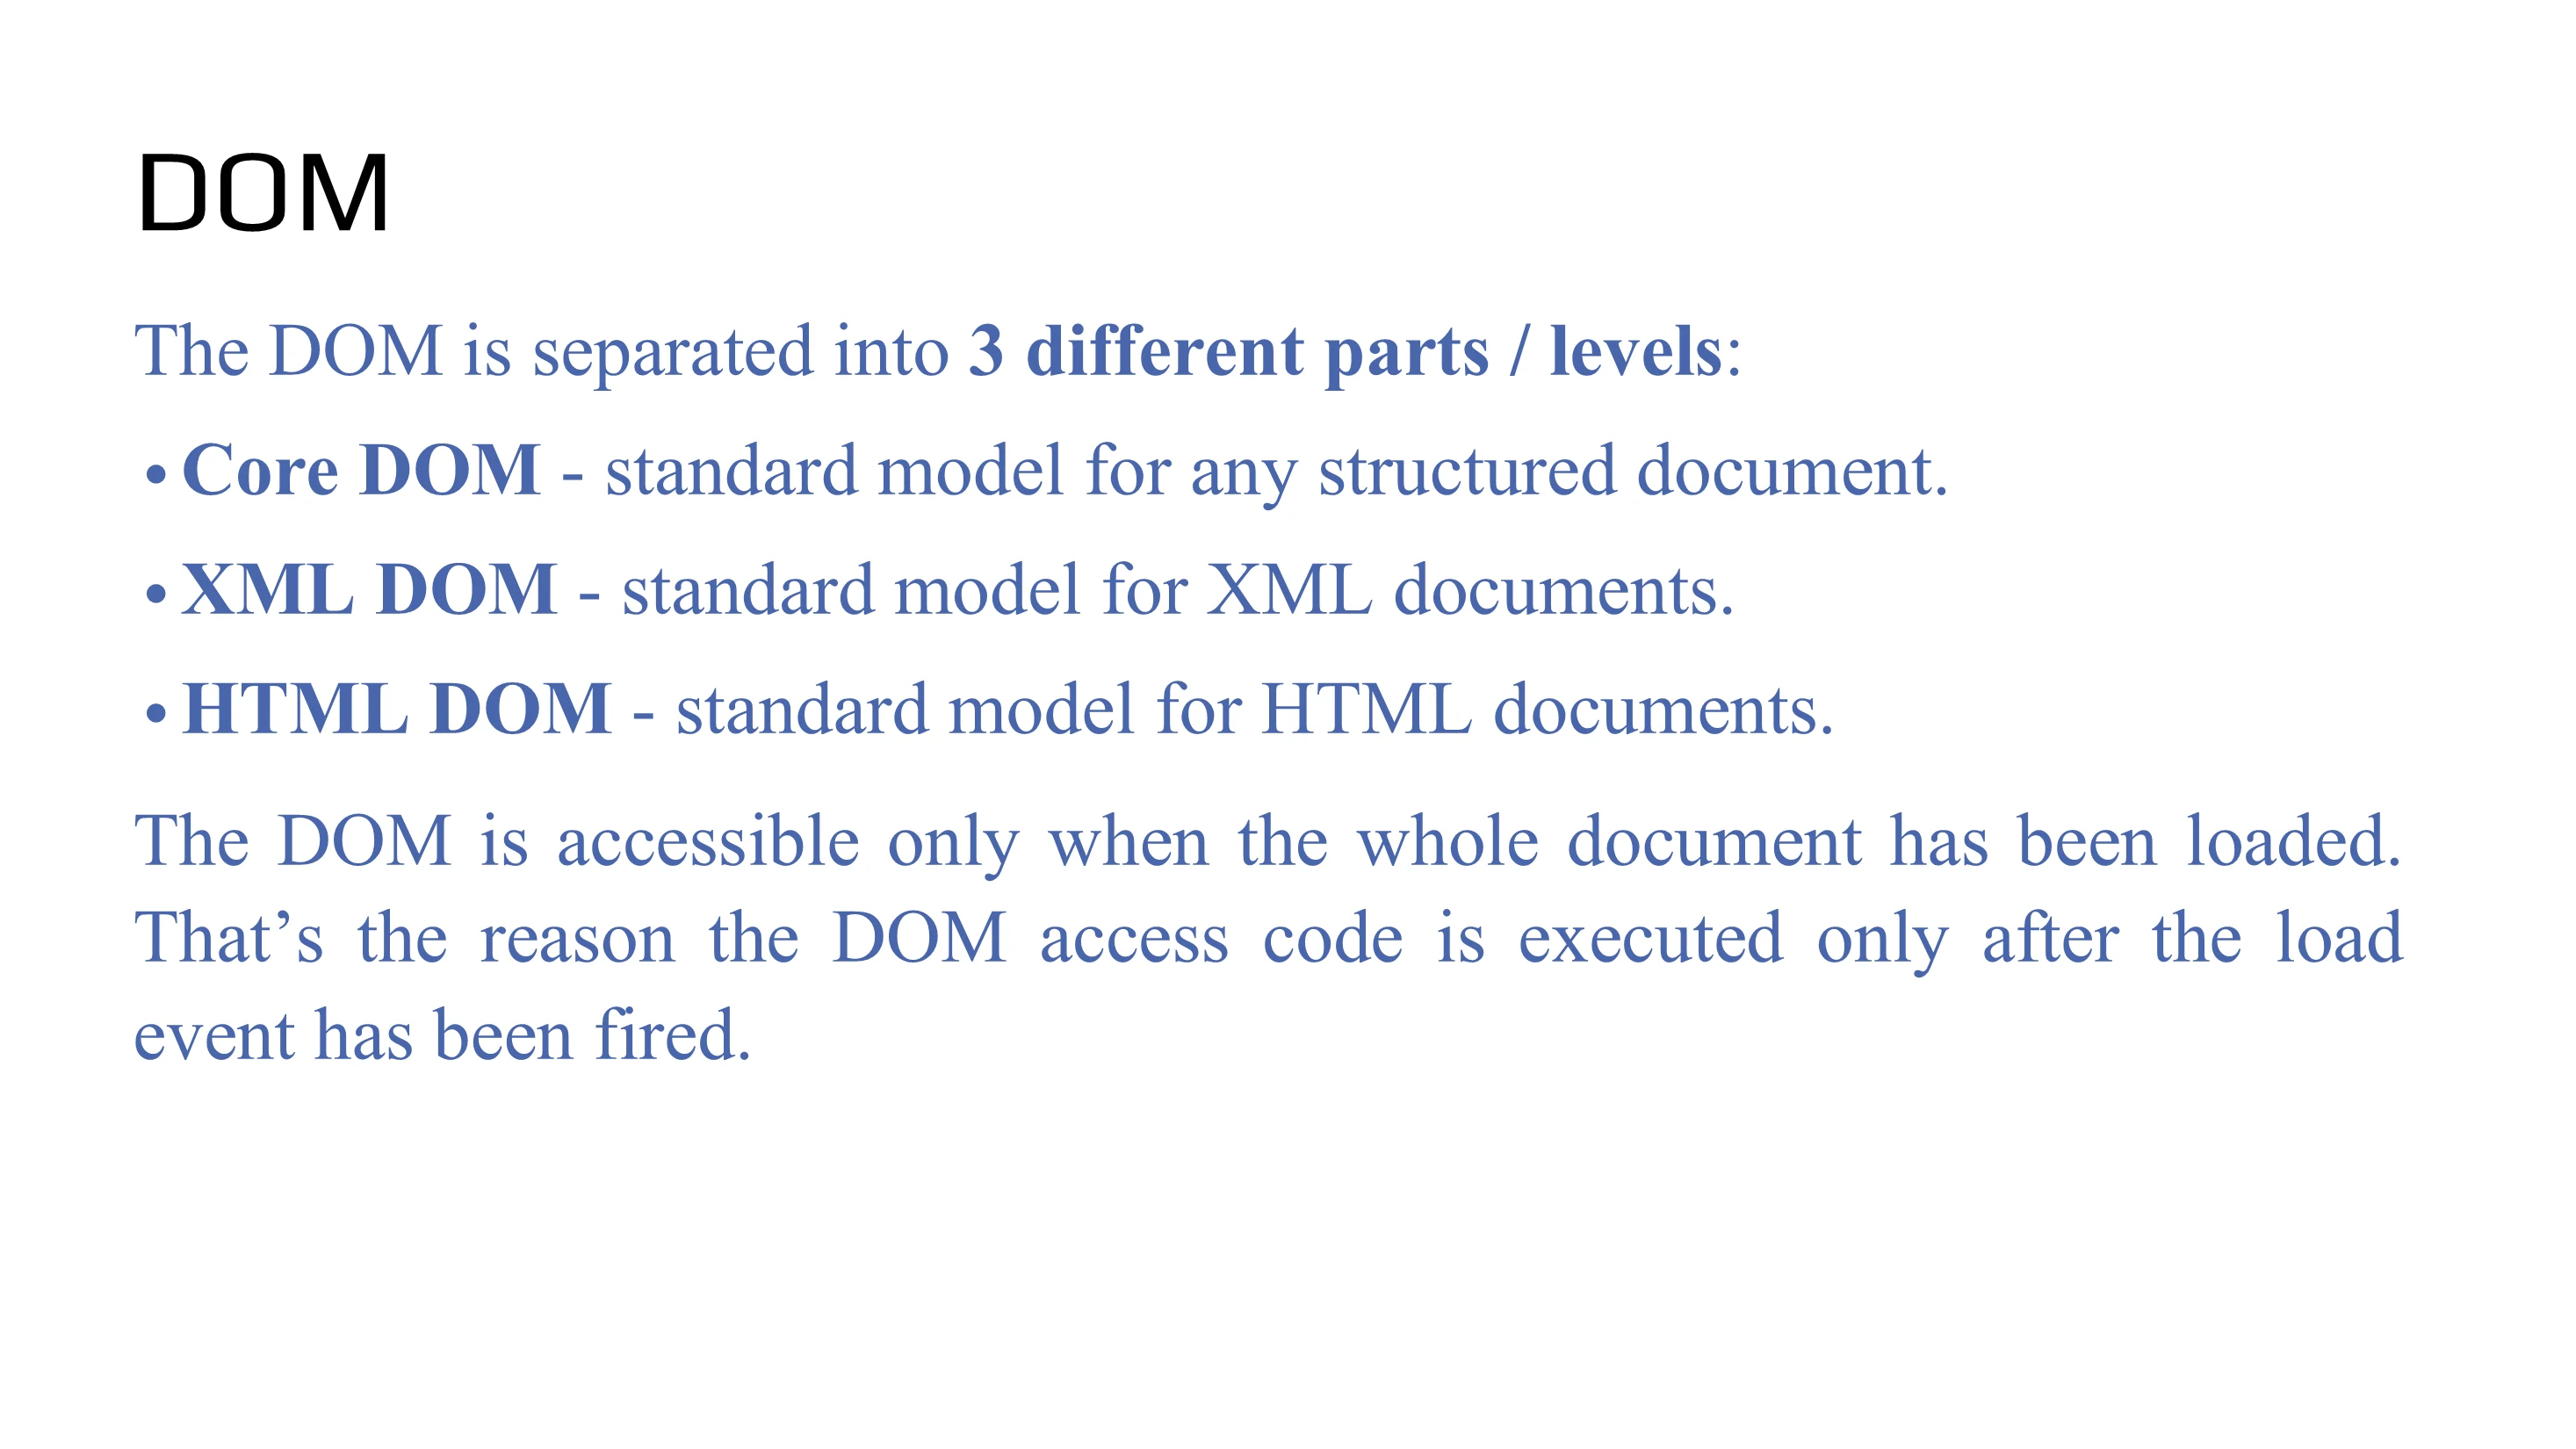 DOM
The DOM is separated into 3 different parts / levels:
• Core DOM - standard model for any structured document.
• XML DOM - standard model for XML documents.
• HTML DOM - standard model for HTML documents.
The DOM is accessible only when the whole document has been loaded.
That’s the reason the DOM access code is executed only after the load
event has been fired.